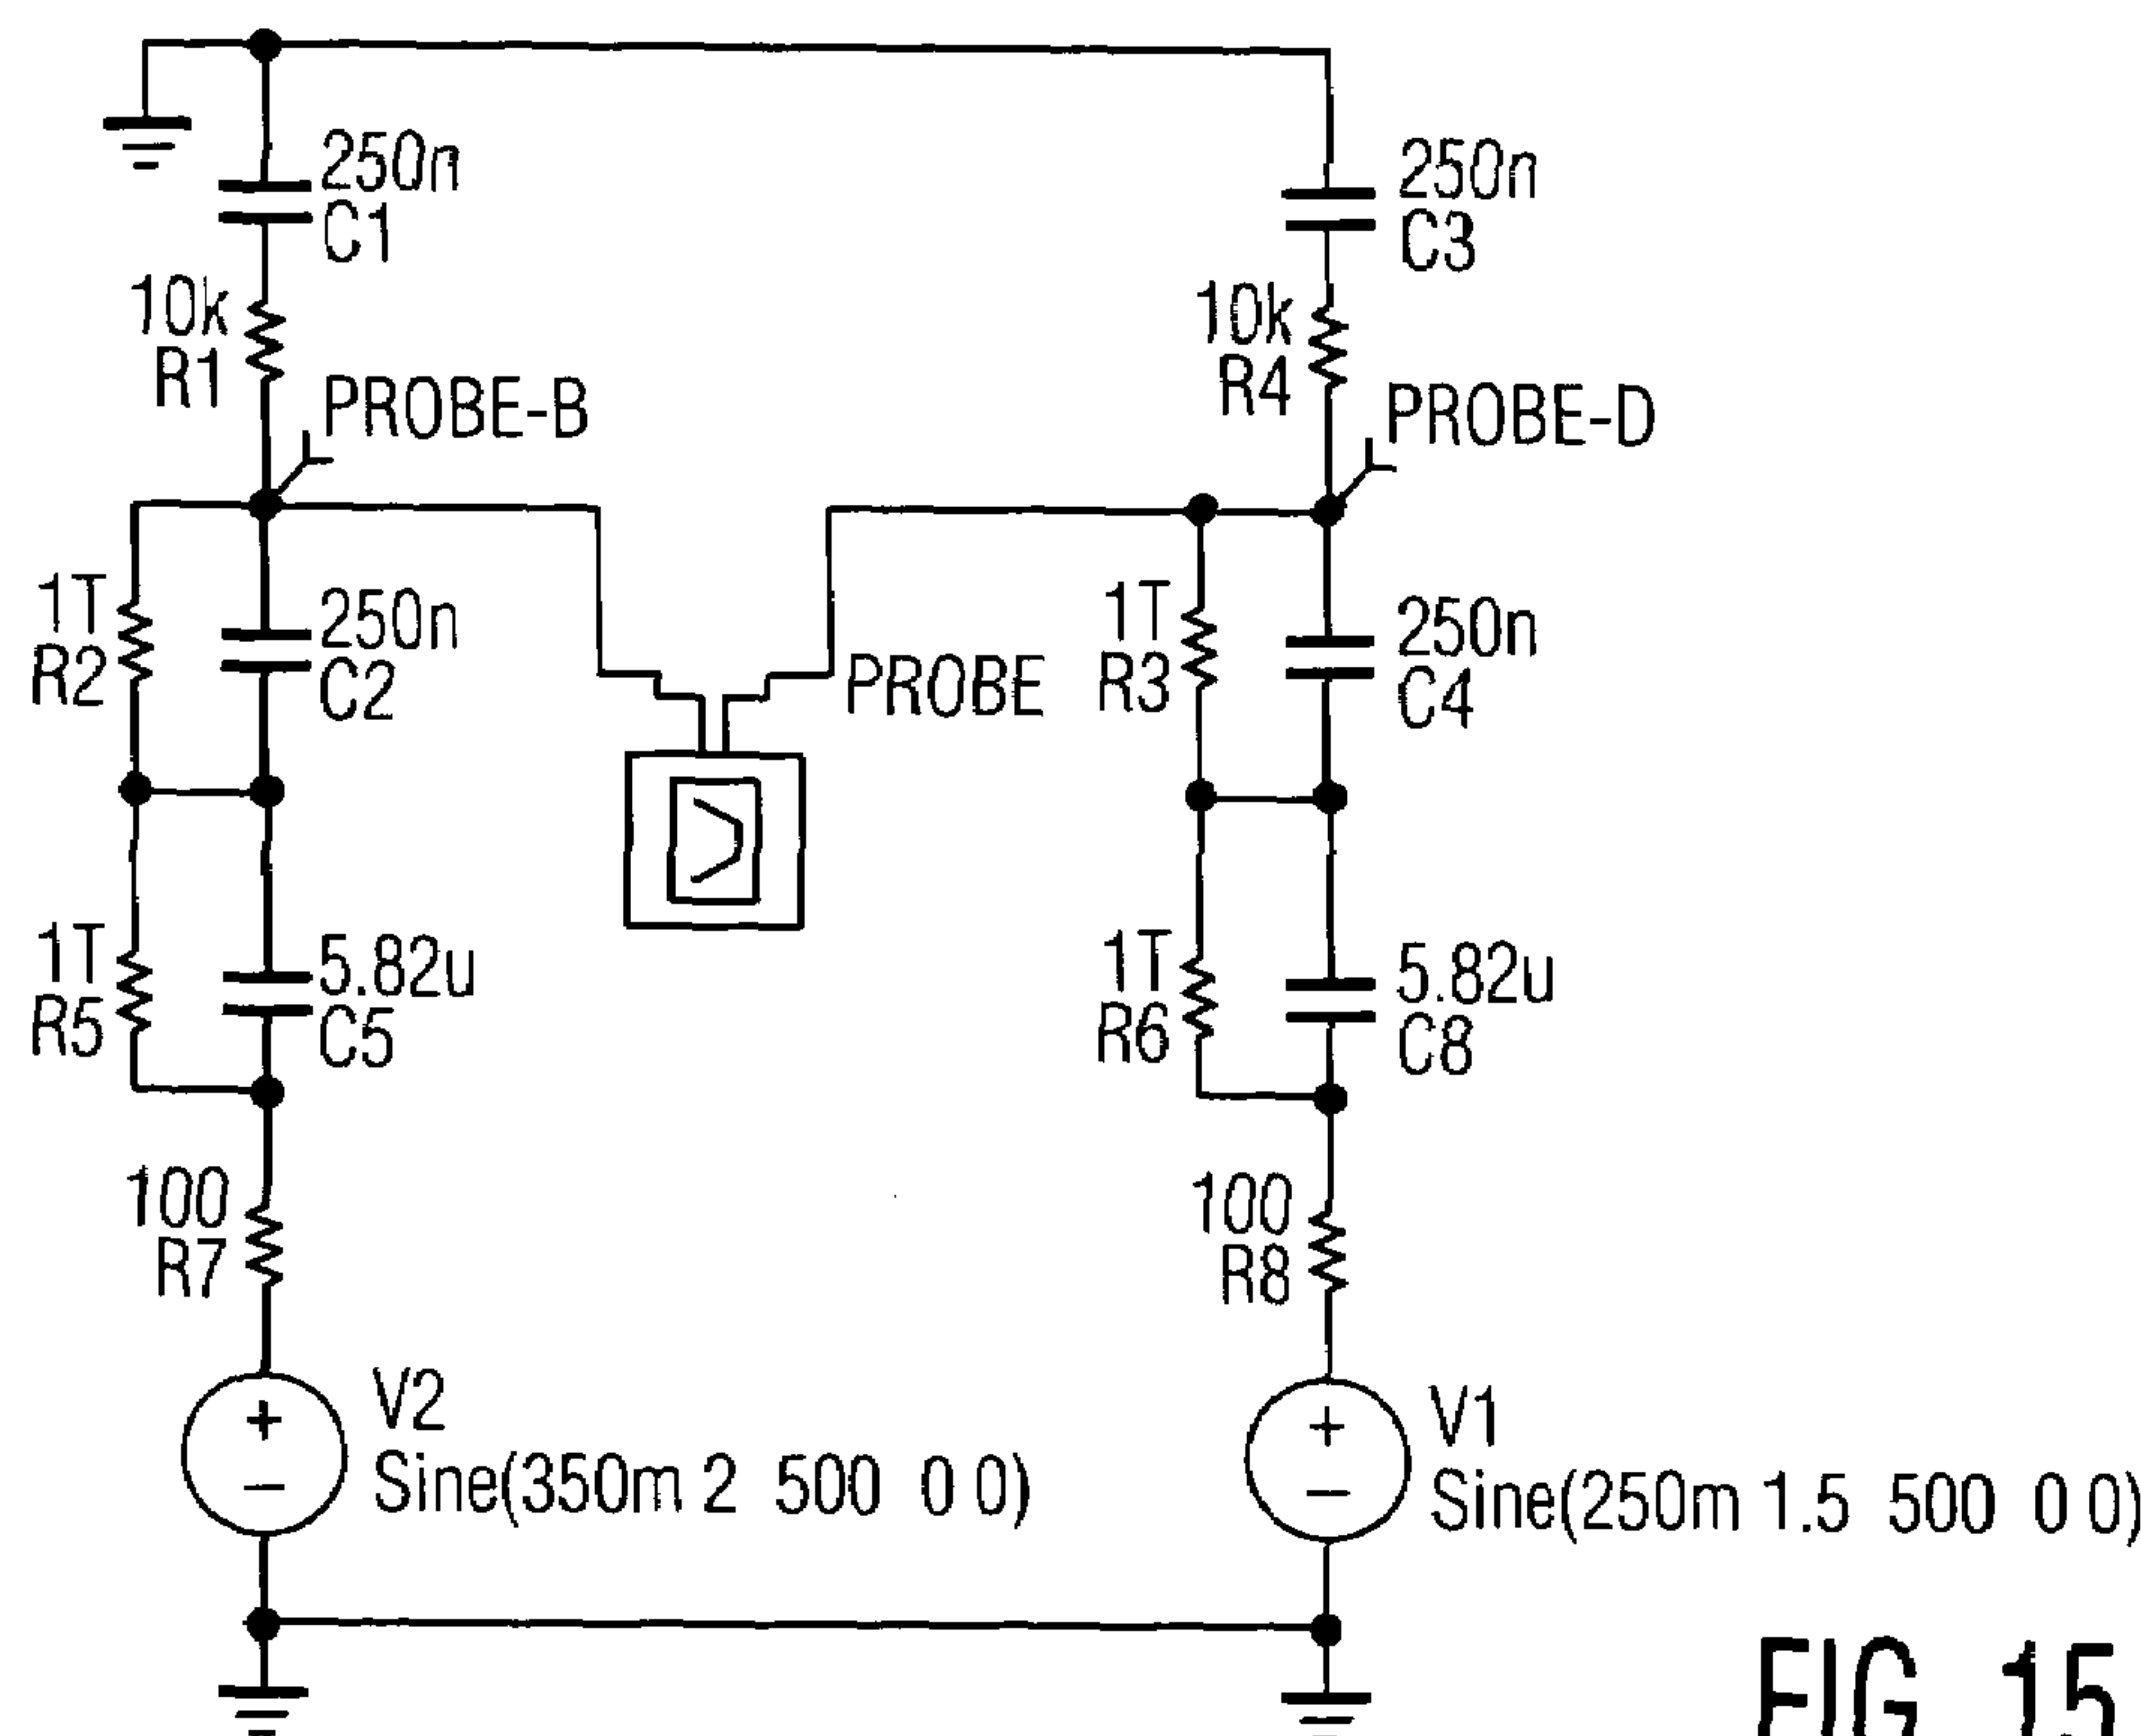 250n
C1
250n
C3
10k
R1
10k
R4
PROBE-B
PROBE-D
1T
R2
250n
C2
PROBE
1T
R3
250n
C4
1T
R5
5.82u
C5
1T
R6
5.82u
C8
100
R7
100
R8
+
−
V2
Sine(350m 2 500 0 0)
+
−
V1
Sine(250m 1.5 500 0 0)
FIG 15